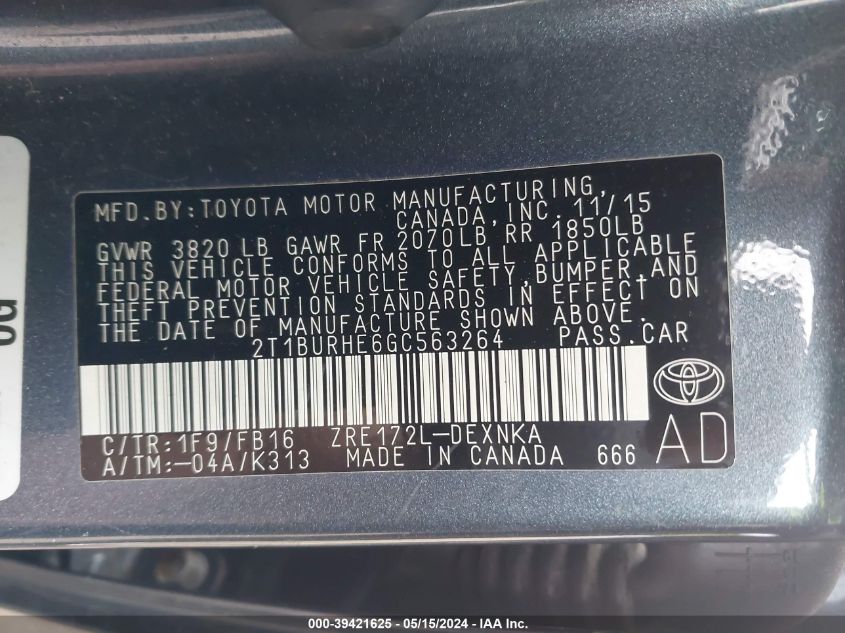 MFD.BY:TOYOTA MOTOR MANUFACTURING,
CANADA,INC. 11/15
GVWR 3820 LB GAWR FR 2070LB RR 1850LB
THIS VEHICLE CONFORMS TO ALL APPLICABLE
FEDERAL MOTOR VEHICLE SAFETY,BUMPER,AND
THEFT PREVENTION STANDARDS IN EFFECT ON
THE DATE OF MANUFACTURE SHOWN ABOVE.
2T1BURHE6GC563264 PASS.CAR
C/TR:1F9/FB16 ZRE172L-DEXNKA
A/TM:-04A/K313 MADE IN CANADA 666
AD
000-39421625 - 05/15/2024 - IAA Inc.